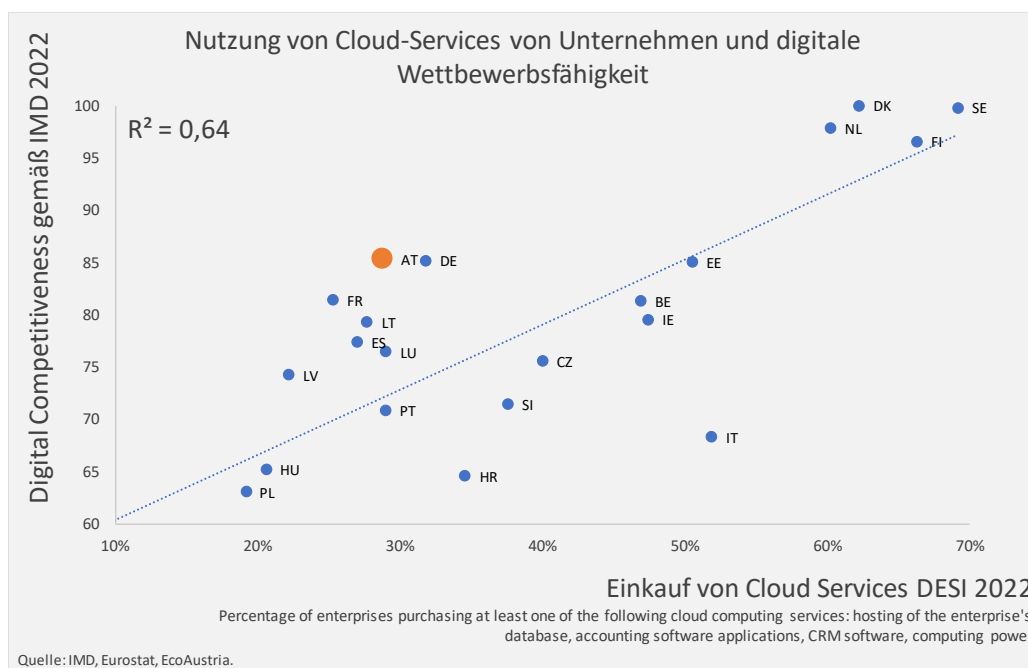 Nutzung von Cloud-Services von Unternehmen und digitale
Wettbewerbsfähigkeit
Digital Competitiveness gemäß IMD 2022
R² = 0,64
100
95
90
85
80
75
70
65
60
DK
SE
NL
FI
AT
DE
EE
FR
BE
LT
IE
ES
LU
CZ
LV
PT
SI
IT
HU
HR
PL
10%
20%
30%
40%
50%
60%
70%
Einkauf von Cloud Services DESI 2022
Percentage of enterprises purchasing at least one of the following cloud computing services: hosting of the enterprise's
database, accounting software applications, CRM software, computing power
Quelle: IMD, Eurostat, EcoAustria.